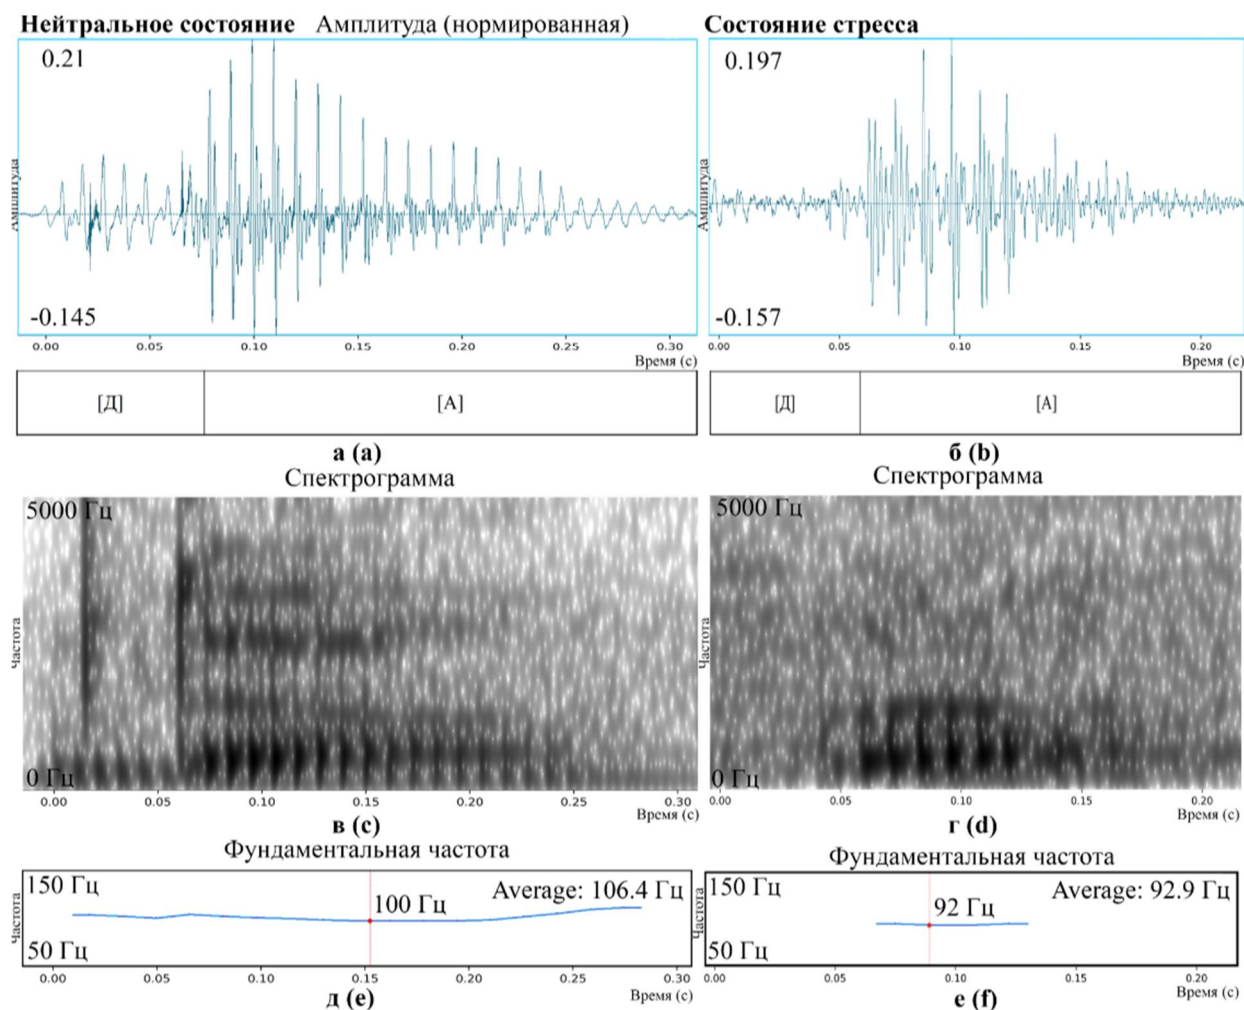 Нейтральное состояние Амплитуда (нормированная) Состояние стресса
0.21
0.197
Амплитуда
Амплитуда
-0.145
-0.157
0.00 0.05 0.10 0.15 0.20 0.25 0.30
0.00 0.05 0.10 0.15 0.20
Время (с)
Время (с)
[Д] [А]
[Д] [А]
а (a)
б (b)
Спектрограмма
Спектрограмма
5000 Гц
5000 Гц
Частота
Частота
0 Гц
0 Гц
0.00 0.05 0.10 0.15 0.20 0.25 0.30
0.00 0.05 0.10 0.15 0.20
Время (с)
Время (с)
в (c)
г (d)
Фундаментальная частота
Фундаментальная частота
150 Гц Average: 106.4 Гц
150 Гц Average: 92.9 Гц
100 Гц
92 Гц
Частота
Частота
50 Гц
50 Гц
0.00 0.05 0.10 0.15 0.20 0.25 0.30
0.00 0.05 0.10 0.15 0.20
Время (с)
Время (с)
д (e)
е (f)